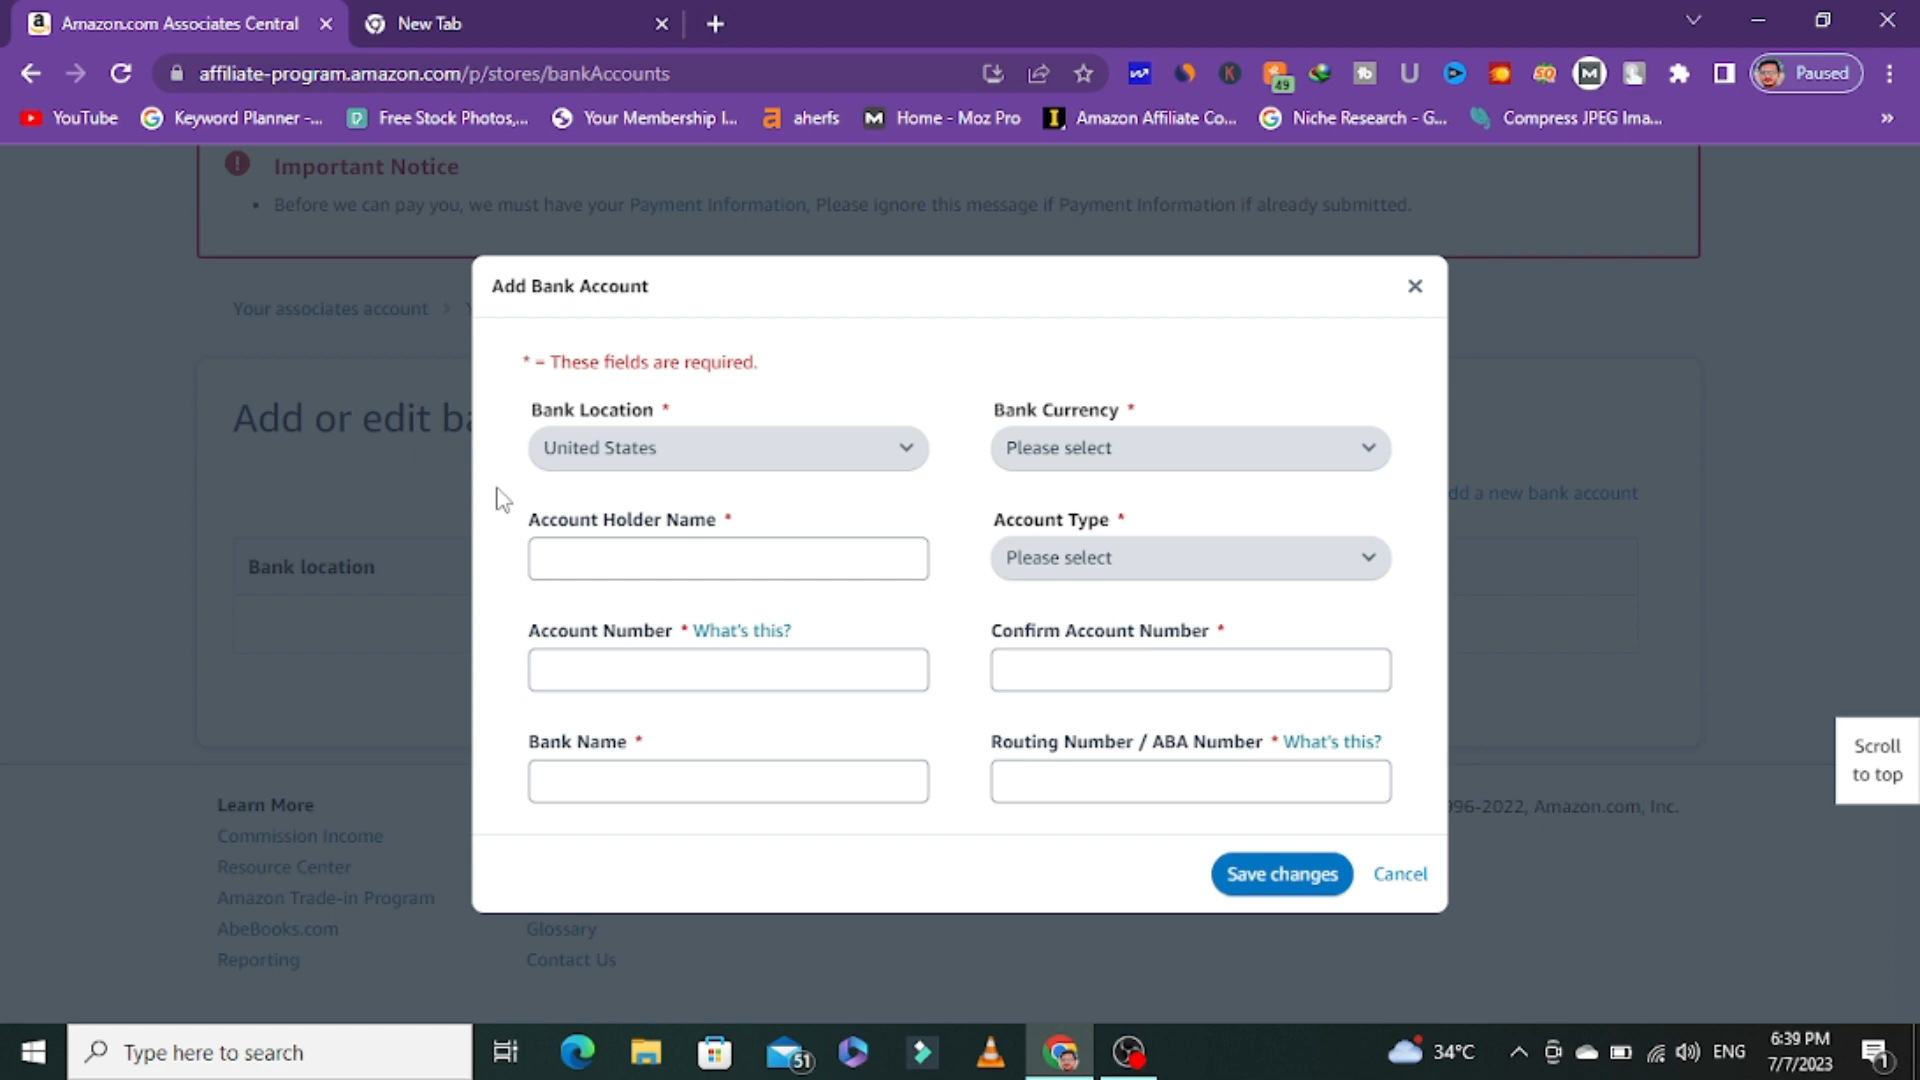 Amazon.com Associates Central
New Tab
affiliate-program.amazon.com/p/stores/bankAccounts
49
Paused
YouTube
Keyword Planner -...
Free Stock Photos,...
Your Membership I...
aherfs
Home - Moz Pro
Amazon Affiliate Co...
Niche Research - G...
Compress JPEG Ima...
»
Important Notice
• Before we can pay you, we must have your Payment Information, Please ignore this message if Payment Information if already submitted.
Your associates account >
Add or edit ba
dd a new bank account
Bank location
Add Bank Account
* = These fields are required.
Bank Location *
Bank Currency *
United States
Please select
Account Holder Name *
Account Type *
Please select
Account Number * What's this?
Confirm Account Number *
Bank Name *
Routing Number / ABA Number * What's this?
Save changes
Cancel
Scroll
to top
Learn More
Commission Income
Resource Center
Amazon Trade-in Program
AbeBooks.com
Reporting
Glossary
Contact Us
96-2022, Amazon.com, Inc.
Type here to search
51
34°C
ENG
6:39 PM
7/7/2023
1